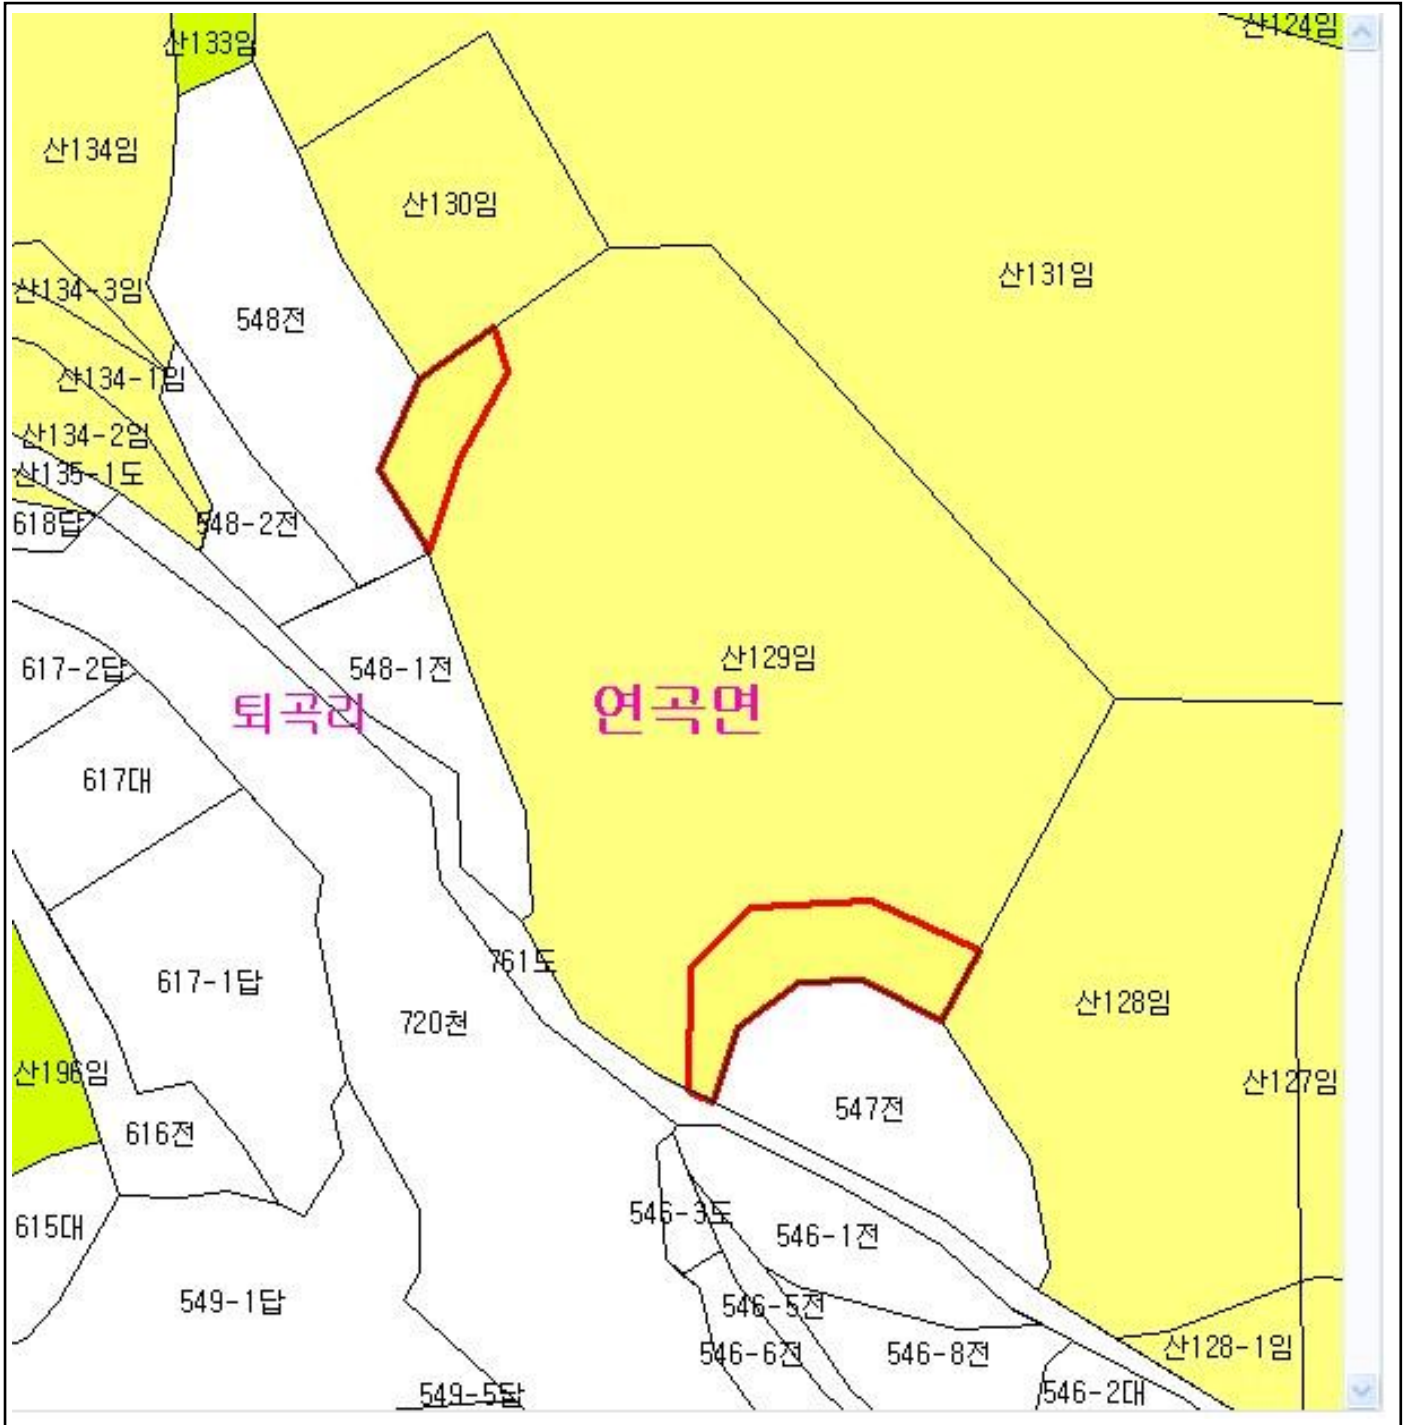 산133임
산124임
산134임
산130임
산131임
산134-3임
548전
산134-1임
산134-2임
산135-1도
618답
548-2전
산129임
617-2답
548-1전
퇴곡리
연곡면
617대
761도
617-1답
720천
산128임
산196임
산127임
547전
616전
615대
546-3도
546-1전
549-1답
546-5전
546-6전
546-8전
산128-1임
549-5답
546-2대